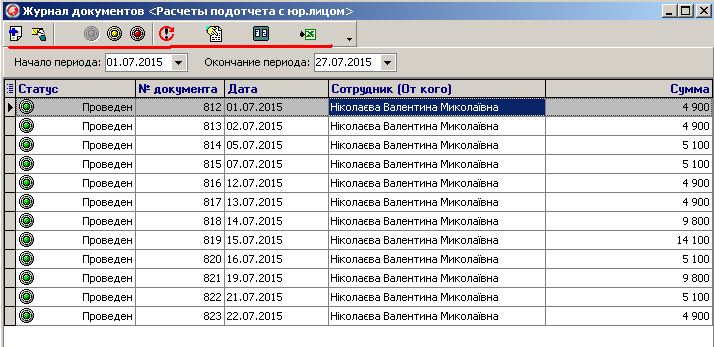 Журнал документов <Расчеты подотчета с юр.лицом>
Начало периода: 01.07.2015 Окончание периода: 27.07.2015
Статус № документа Дата Сотрудник (От кого) Сумма
Проведен 812 01.07.2015 Ніколаєва Валентина Миколаївна 4 900
Проведен 813 02.07.2015 Ніколаєва Валентина Миколаївна 4 900
Проведен 814 05.07.2015 Ніколаєва Валентина Миколаївна 5 100
Проведен 815 07.07.2015 Ніколаєва Валентина Миколаївна 5 100
Проведен 816 12.07.2015 Ніколаєва Валентина Миколаївна 4 900
Проведен 817 13.07.2015 Ніколаєва Валентина Миколаївна 4 900
Проведен 818 14.07.2015 Ніколаєва Валентина Миколаївна 9 800
Проведен 819 15.07.2015 Ніколаєва Валентина Миколаївна 14 100
Проведен 820 16.07.2015 Ніколаєва Валентина Миколаївна 5 100
Проведен 821 19.07.2015 Ніколаєва Валентина Миколаївна 9 800
Проведен 822 21.07.2015 Ніколаєва Валентина Миколаївна 5 100
Проведен 823 22.07.2015 Ніколаєва Валентина Миколаївна 4 900